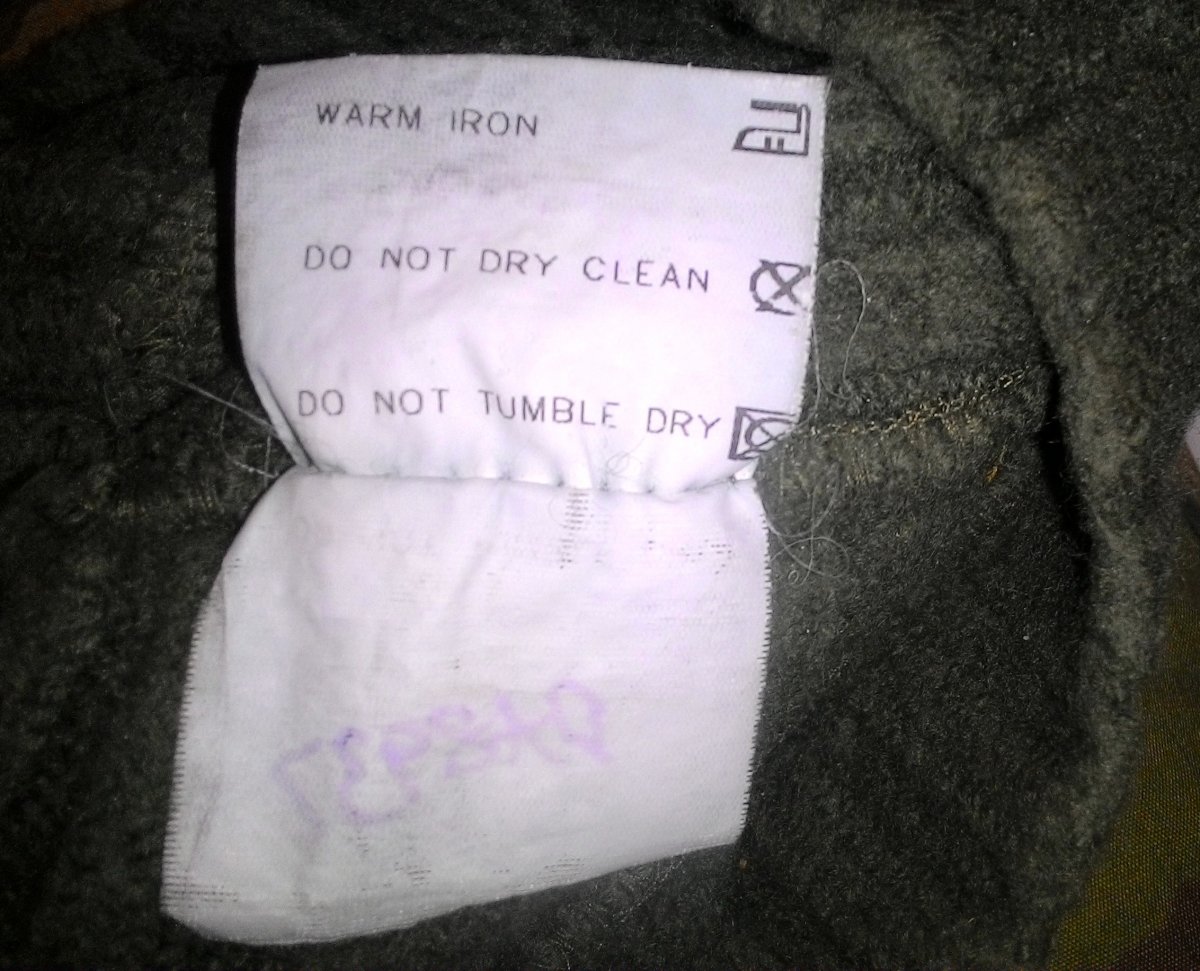 WARM IRON
DO NOT DRY CLEAN
DO NOT TUMBLE DRY